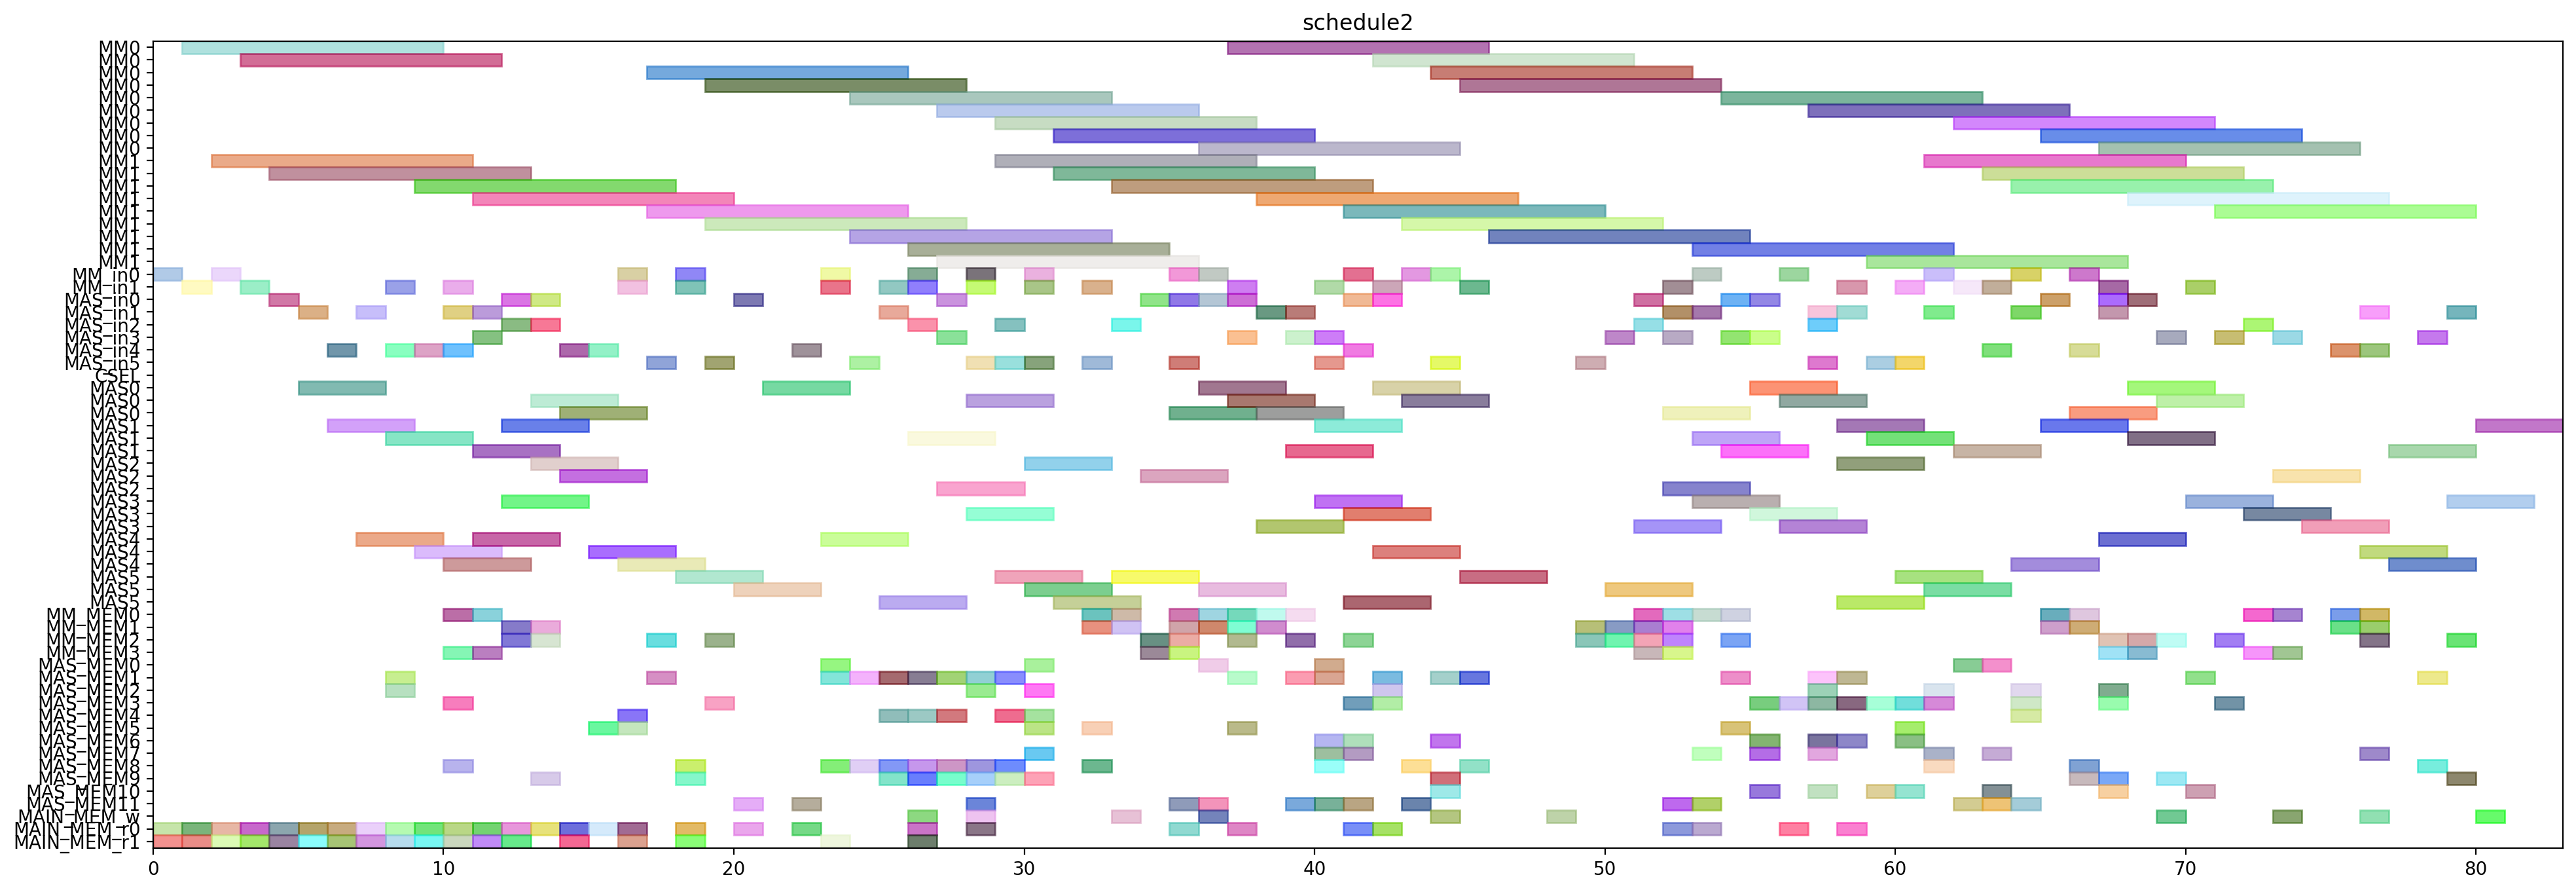 schedule2
MM0
MM0
MM0
MM0
MM0
MM0
MM0
MM0
MM0
MM1
MM1
MM1
MM1
MM1
MM1
MM1
MM1
MM1
MM_in0
MM_in1
MAS_in0
MAS_in1
MAS_in2
MAS_in3
MAS_in4
MAS_in5
CSEL
MAS0
MAS0
MAS0
MAS1
MAS1
MAS1
MAS2
MAS2
MAS2
MAS3
MAS3
MAS3
MAS4
MAS4
MAS4
MAS5
MAS5
MAS5
MM_MEM0
MM_MEM1
MM_MEM2
MM_MEM3
MAS_MEM0
MAS_MEM1
MAS_MEM2
MAS_MEM3
MAS_MEM4
MAS_MEM5
MAS_MEM6
MAS_MEM7
MAS_MEM8
MAS_MEM9
MAS_MEM10
MAS_MEM11
MAIN_MEM_w
MAIN_MEM_r0
MAIN_MEM_r1
0 10 20 30 40 50 60 70 80